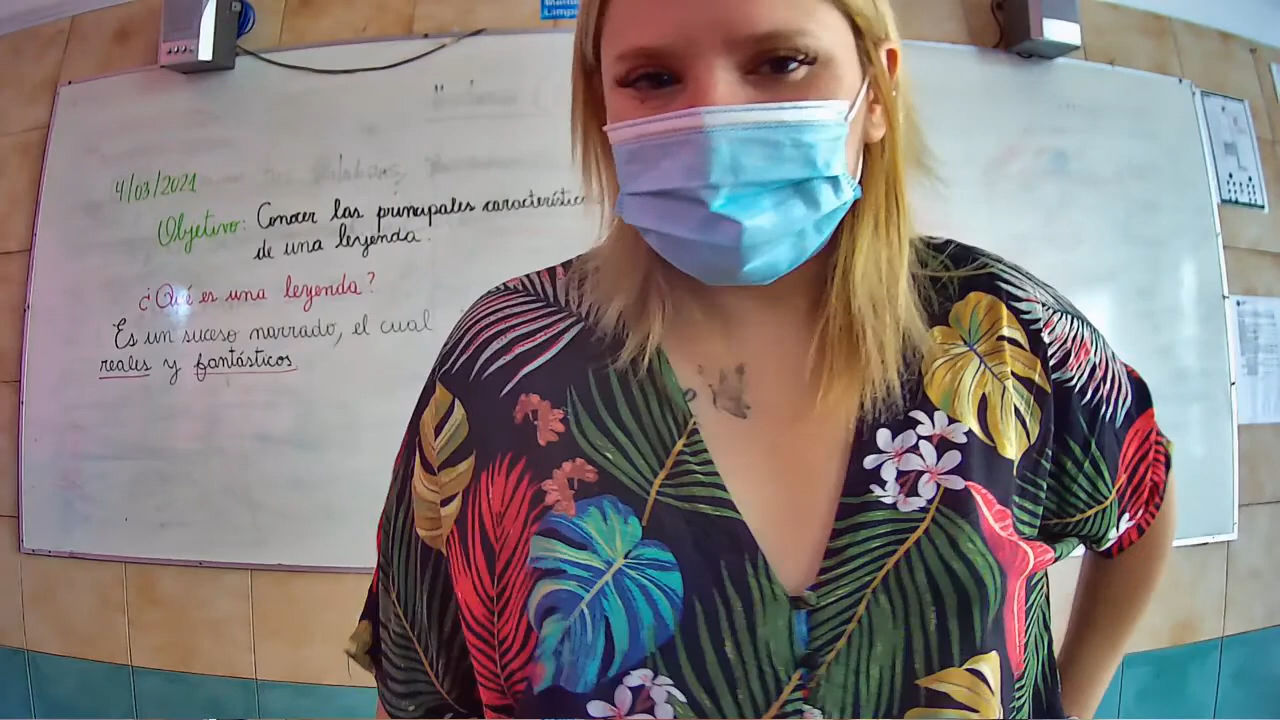 4/03/2021
Objetivo: Conocer las principales
de una leyenda.
¿Qué es una leyenda?
Es un suceso narrado, el cual
reales y fantásticos